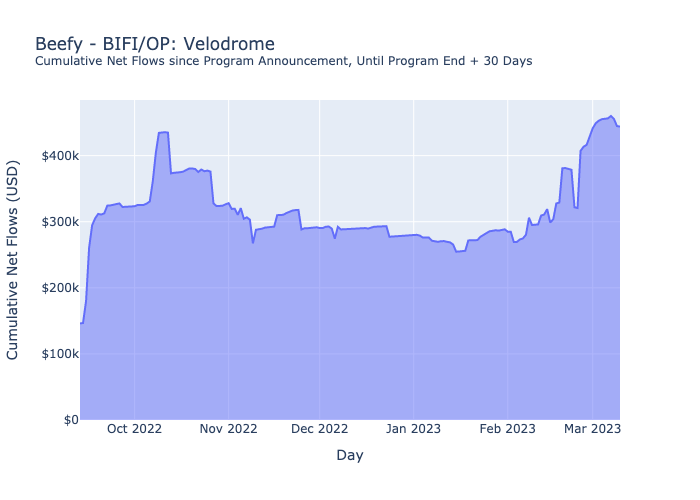 Beefy - BIFI/OP: Velodrome
Cumulative Net Flows since Program Announcement, Until Program End + 30 Days
Cumulative Net Flows (USD)
$400k
$300k
$200k
$100k
$0
Oct 2022
Nov 2022
Dec 2022
Jan 2023
Feb 2023
Mar 2023
Day